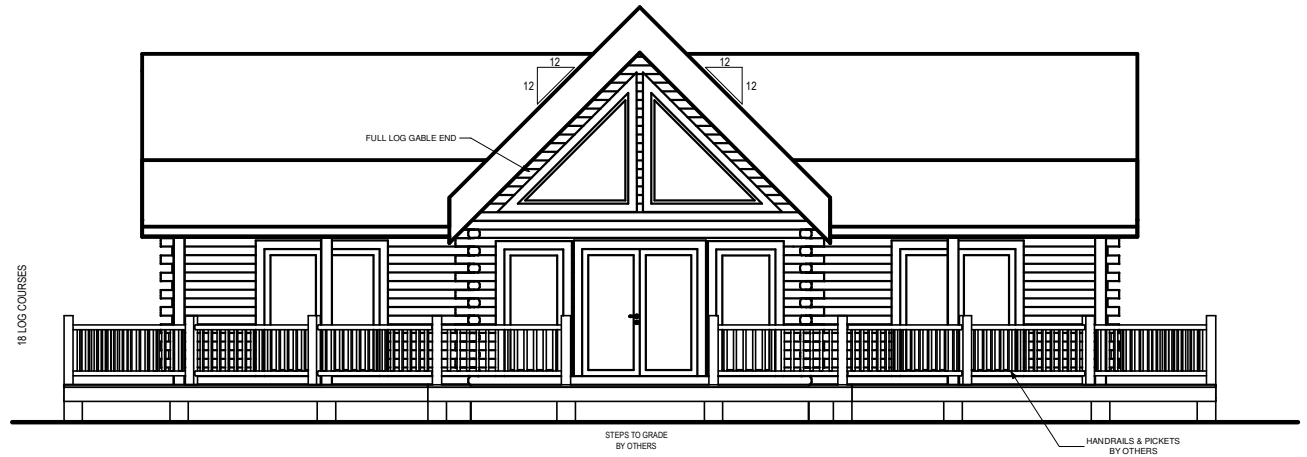 12
12
12
12
FULL LOG GABLE END
18 LOG COURSES
STEPS TO GRADE
BY OTHERS
HANDRAILS & PICKETS
BY OTHERS